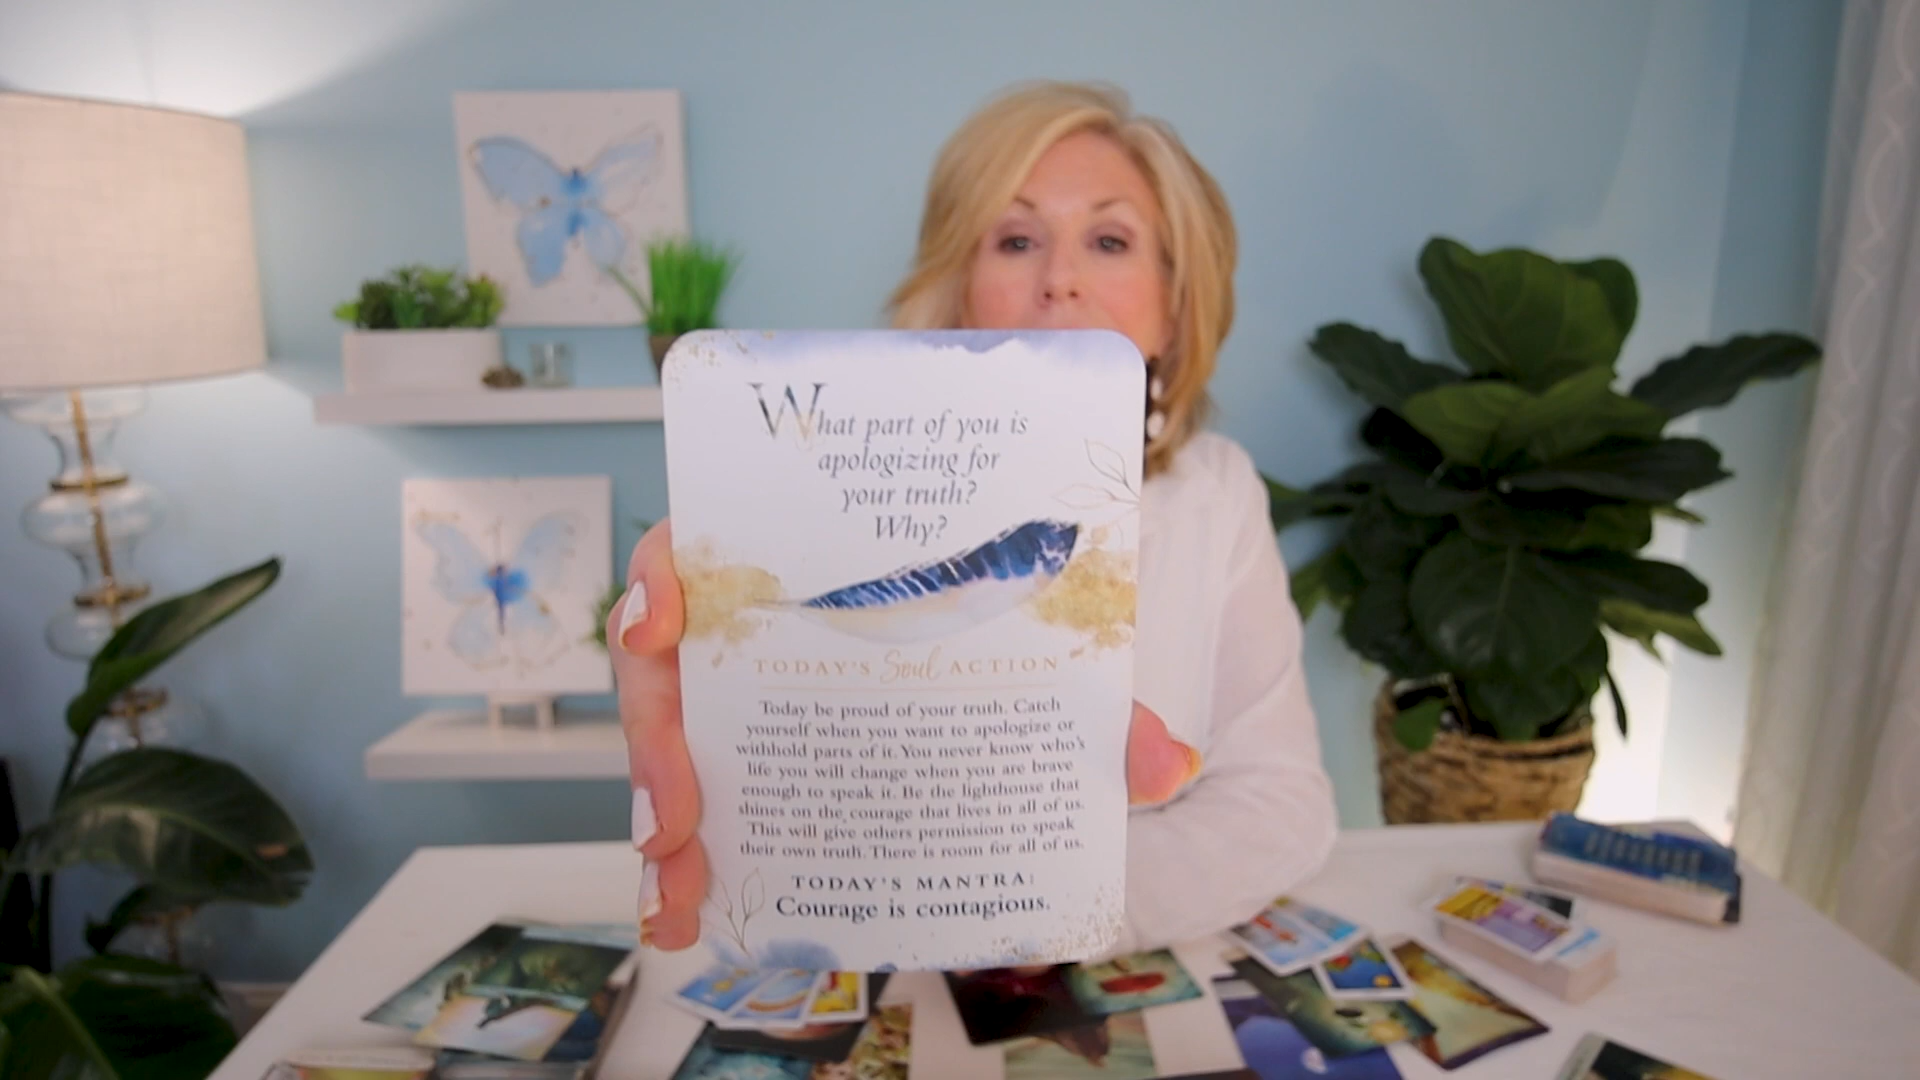 What part of you is
apologizing for
your truth?
Why?
TODAY'S Soul ACTION
Today be proud of your truth. Catch
yourself when you want to apologize or
withhold parts of it. You never know who's
life you will change when you are brave
enough to speak it. Be the lighthouse that
shines on the courage that lives in all of us.
This will give others permission to speak
their own truth. There is room for all of us.
TODAY'S MANTRA:
Courage is contagious.